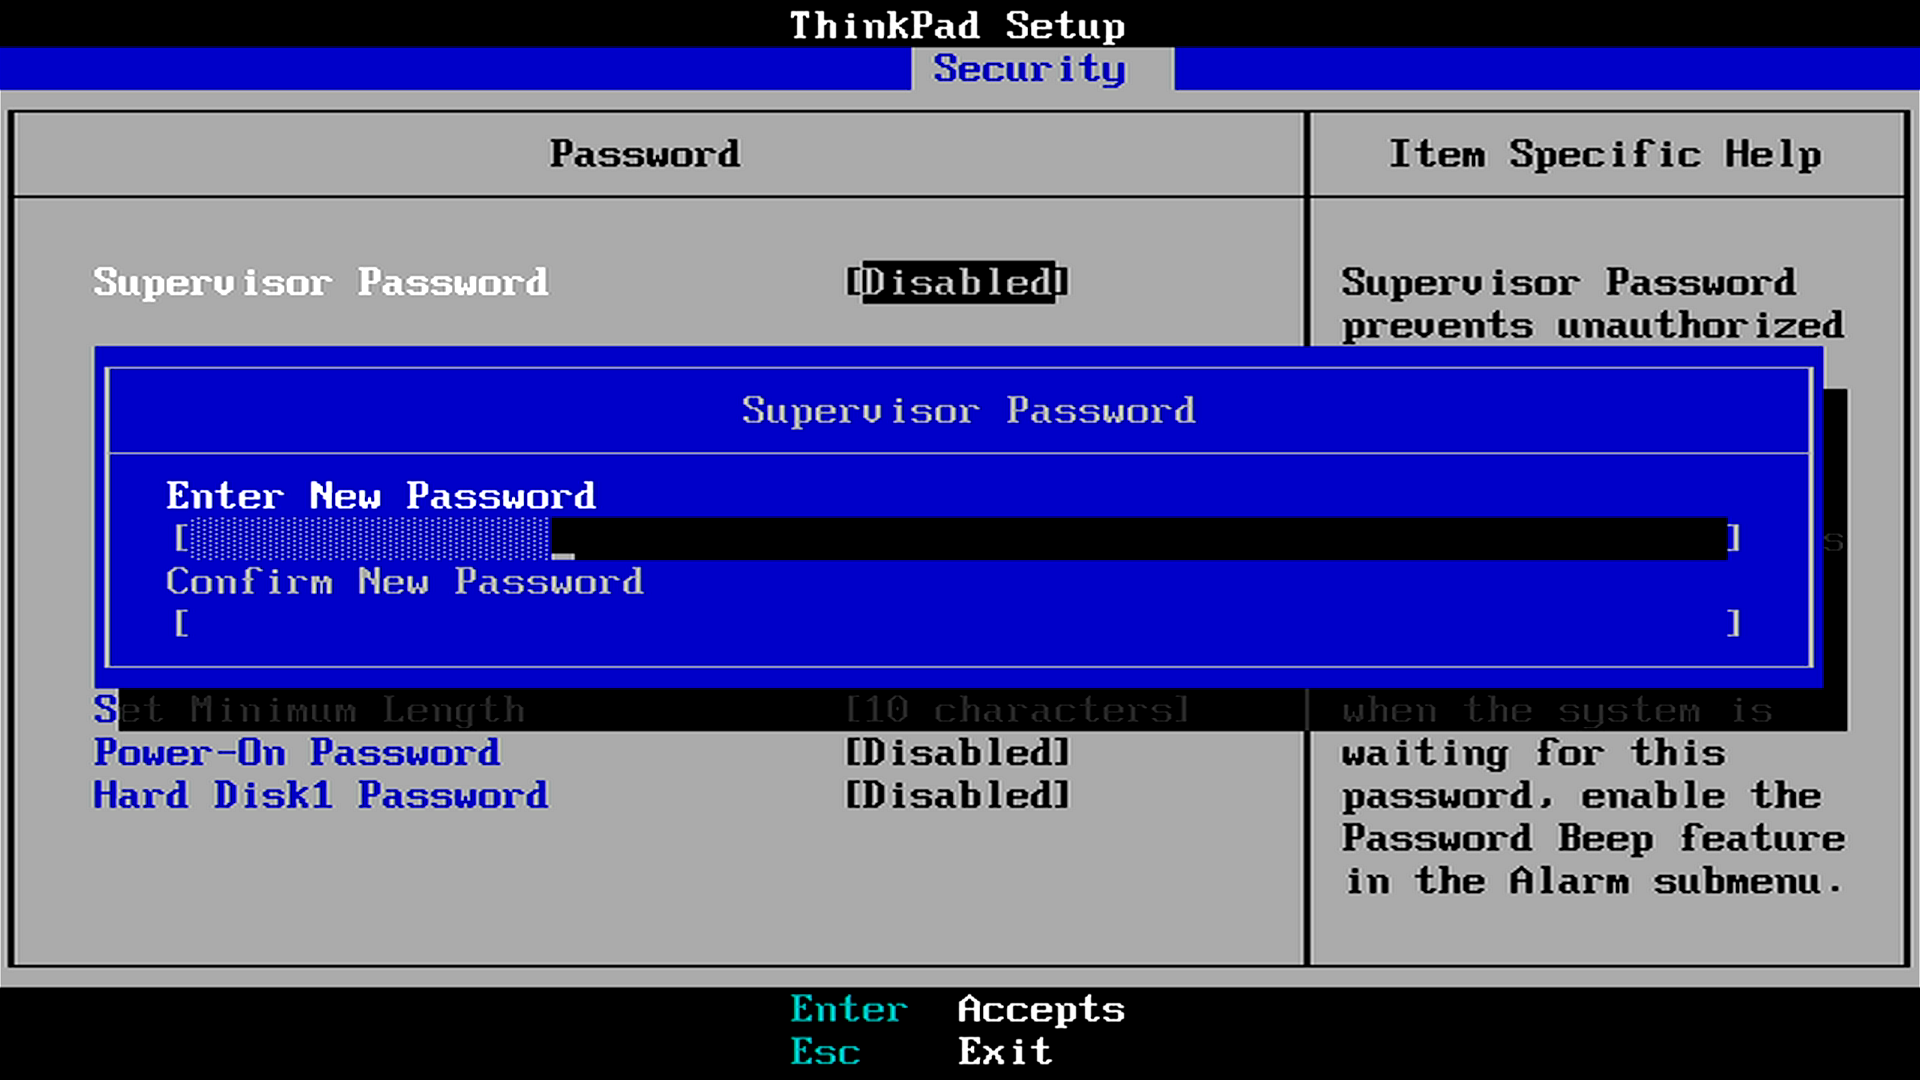 ThinkPad Setup
Security
Password
Item Specific Help
Supervisor Password [Disabled]
Supervisor Password
prevents unauthorized
Supervisor Password
Enter New Password
[ ]
s
Confirm New Password
[ ]
Set Minimum Length [10 characters]
when the system is
Power-On Password [Disabled]
waiting for this
Hard Disk1 Password [Disabled]
password, enable the
Password Beep feature
in the Alarm submenu.
Enter Accepts
Esc Exit